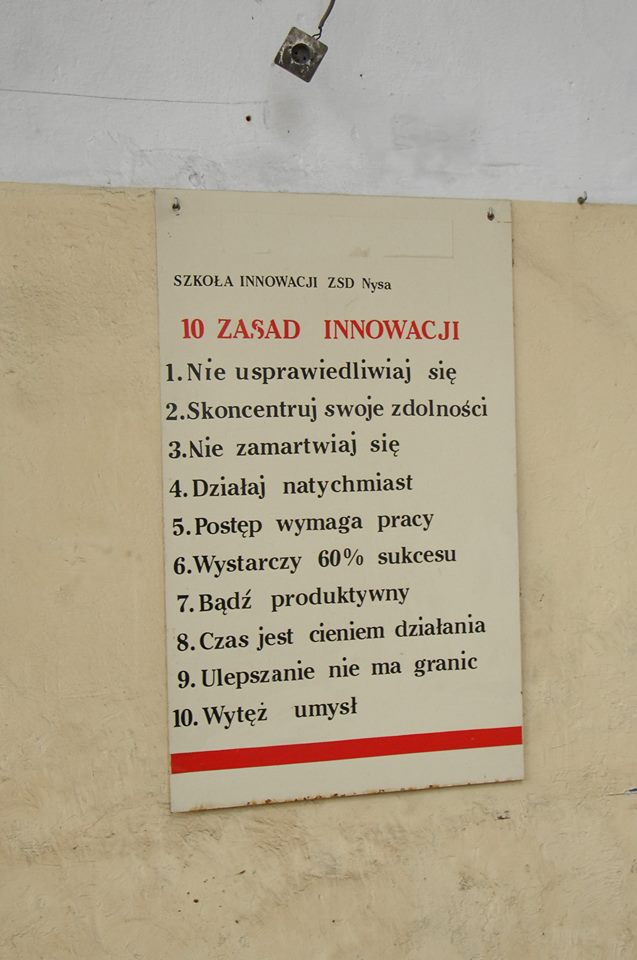 SZKOŁA INNOWACJI ZSD Nysa
10 ZASAD INNOWACJI
1. Nie usprawiedliwiaj się
2. Skoncentruj swoje zdolności
3. Nie zamartwiaj się
4. Działaj natychmiast
5. Postęp wymaga pracy
6. Wystarczy 60% sukcesu
7. Bądź produktywny
8. Czas jest cieniem działania
9. Ulepszanie nie ma granic
10. Wytęż umysł